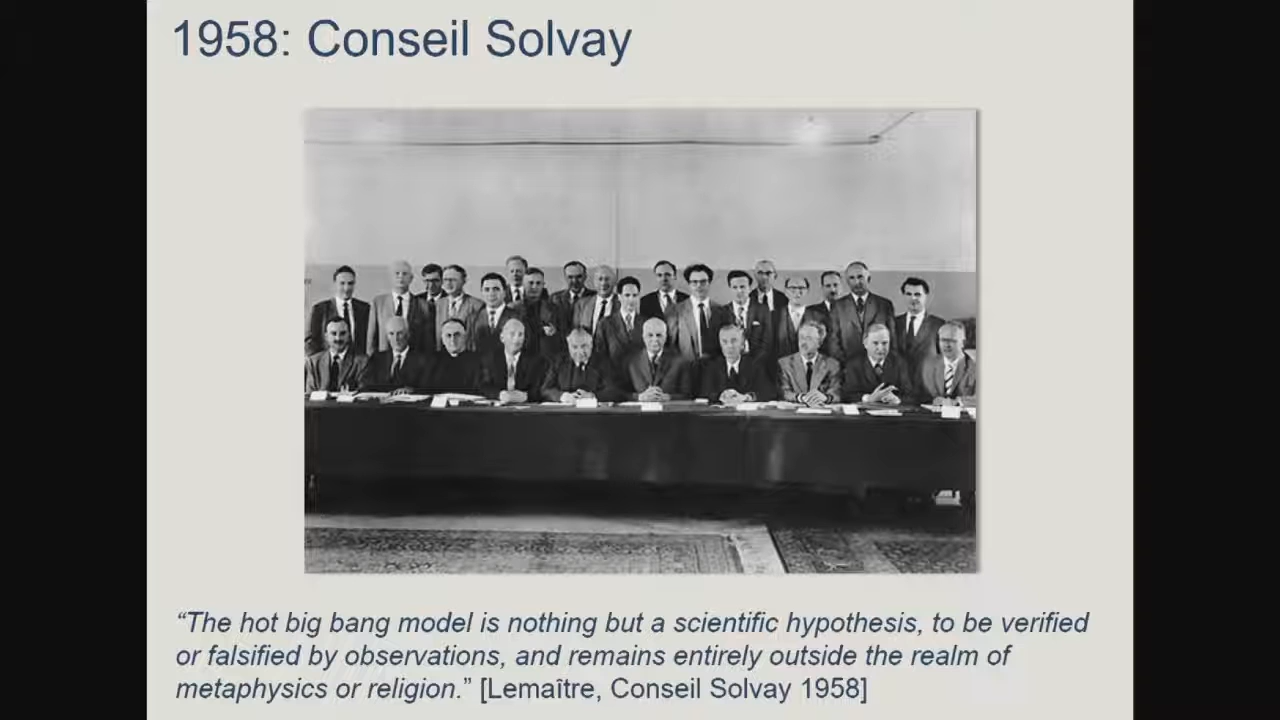 1958: Conseil Solvay
“The hot big bang model is nothing but a scientific hypothesis, to be verified
or falsified by observations, and remains entirely outside the realm of
metaphysics or religion.” [Lemaître, Conseil Solvay 1958]